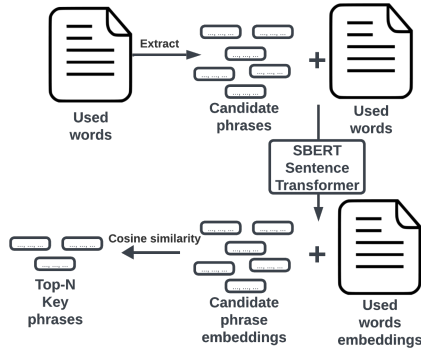 Extract
Used
words
Candidate
phrases
Used
words
SBERT
Sentence
Transformer
Cosine similarity
Top-N
Key
phrases
Candidate
phrase
embeddings
Used
words
embeddings